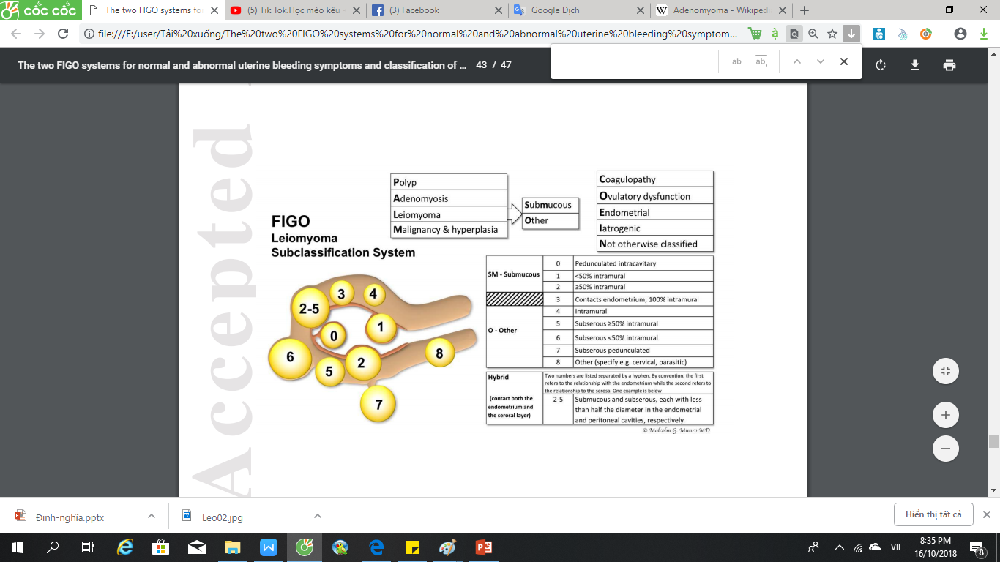 cốc cốc
The two FIGO systems fo
(5) Tik Tok.Học mèo kêu
(3) Facebook
Google Dịch
Adenomyoma - Wikipedi
file:///E:/user/Tải%20xuống/The%20two%20FIGO%20systems%20for%20normal%20and%20abnormal%20uterine%20bleeding%20symptom...
The two FIGO systems for normal and abnormal uterine bleeding symptoms and classification of ...
43 / 47
ab
ab
Accepted
Polyp
Adenomyosis
Leiomyoma
Malignancy & hyperplasia
Submucous
Other
Coagulopathy
Ovulatory dysfunction
Endometrial
Iatrogenic
Not otherwise classified
FIGO
Leiomyoma
Subclassification System
3
4
2-5
1
0
6
5
2
8
7
SM - Submucous
0 Pedunculated intracavitary
1 <50% intramural
2 ≥50% intramural
3 Contacts endometrium; 100% intramural
O - Other
4 Intramural
5 Subserous ≥50% intramural
6 Subserous <50% intramural
7 Subserous pedunculated
8 Other (specify e.g. cervical, parasitic)
Hybrid
(contact both the
endometrium and
the serosal layer)
Two numbers are listed separated by a hyphen. By convention, the first
refers to the relationship with the endometrium while the second refers to
the relationship to the serosa. One example is below
2-5 Submucous and subserous, each with less
than half the diameter in the endometrial
and peritoneal cavities, respectively.
© Malcolm G. Munro MD
Định-nghĩa.pptx
Leo02.jpg
Hiển thị tất cả
VIE
8:35 PM
16/10/2018
8